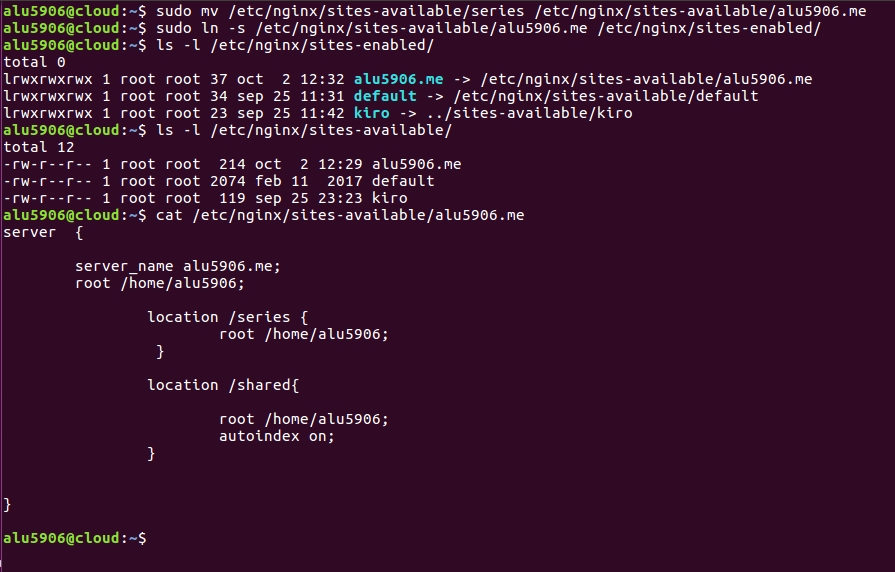 alu5906@cloud:~$ sudo mv /etc/nginx/sites-available/series /etc/nginx/sites-available/alu5906.me
alu5906@cloud:~$ sudo ln -s /etc/nginx/sites-available/alu5906.me /etc/nginx/sites-enabled/
alu5906@cloud:~$ ls -l /etc/nginx/sites-enabled/
total 0
lrwxrwxrwx 1 root root 37 oct  2 12:32 alu5906.me -> /etc/nginx/sites-available/alu5906.me
lrwxrwxrwx 1 root root 34 sep 25 11:31 default -> /etc/nginx/sites-available/default
lrwxrwxrwx 1 root root 23 sep 25 11:42 kiro -> ../sites-available/kiro
alu5906@cloud:~$ ls -l /etc/nginx/sites-available/
total 12
-rw-r--r-- 1 root root  214 oct  2 12:29 alu5906.me
-rw-r--r-- 1 root root 2074 feb 11  2017 default
-rw-r--r-- 1 root root  119 sep 25 23:23 kiro
alu5906@cloud:~$ cat /etc/nginx/sites-available/alu5906.me
server  {
        server_name alu5906.me;
        root /home/alu5906;
                location /series {
                        root /home/alu5906;
                 }
                location /shared{
                        root /home/alu5906;
                        autoindex on;
                }
}
alu5906@cloud:~$